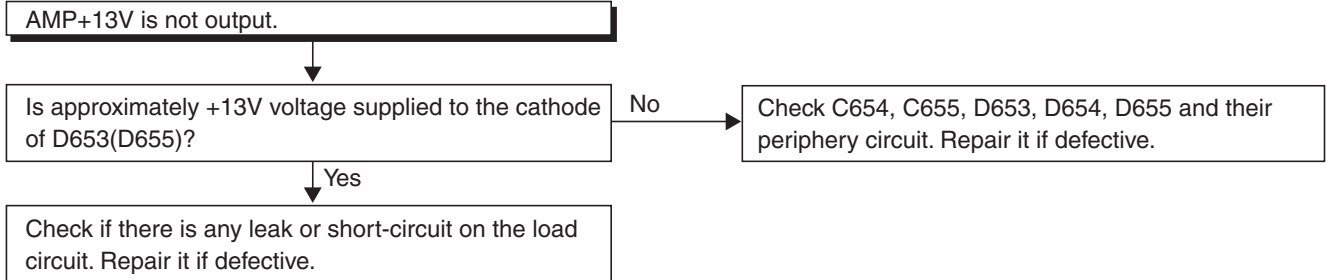 AMP+13V is not output.
Is approximately +13V voltage supplied to the cathode
of D653(D655)?
No
Check C654, C655, D653, D654, D655 and their
periphery circuit. Repair it if defective.
Yes
Check if there is any leak or short-circuit on the load
circuit. Repair it if defective.